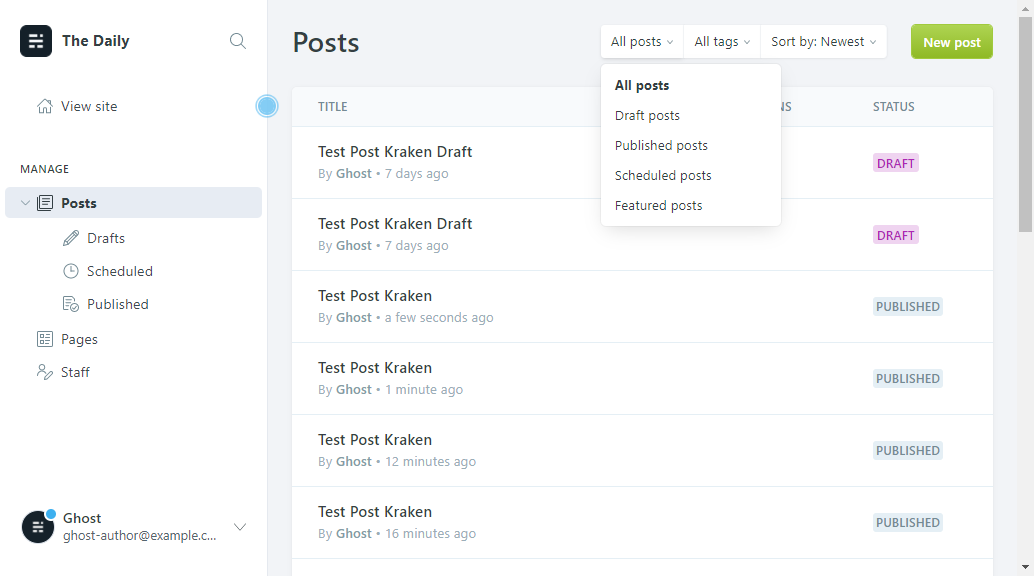 The Daily
View site
MANAGE
Posts
Drafts
Scheduled
Published
Pages
Staff
Ghost
ghost-author@example.c...
Posts
All posts
All tags
Sort by: Newest
New post
All posts
Draft posts
Published posts
Scheduled posts
Featured posts
TITLE
STATUS
Test Post Kraken Draft
By Ghost • 7 days ago
DRAFT
Test Post Kraken Draft
By Ghost • 7 days ago
DRAFT
Test Post Kraken
By Ghost • a few seconds ago
PUBLISHED
Test Post Kraken
By Ghost • 1 minute ago
PUBLISHED
Test Post Kraken
By Ghost • 12 minutes ago
PUBLISHED
Test Post Kraken
By Ghost • 16 minutes ago
PUBLISHED